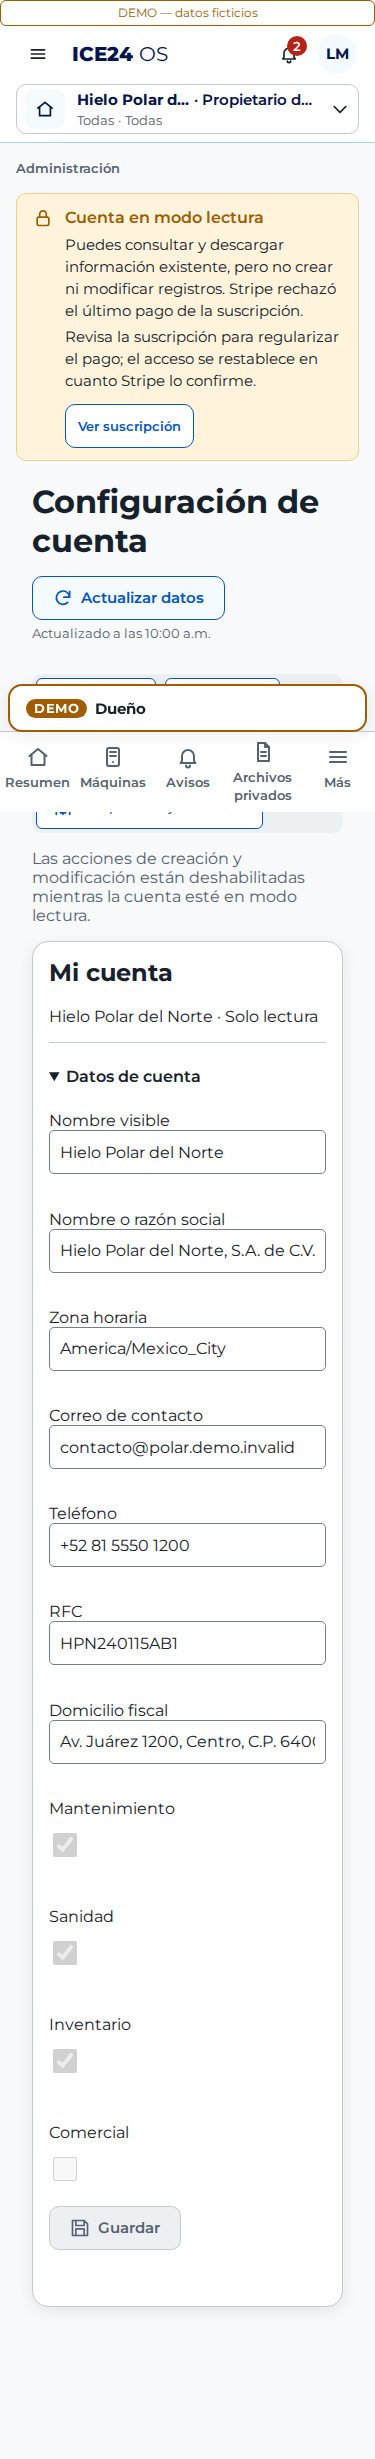 DEMO — datos ficticios
ICE24 OS
2
LM
Hielo Polar d... · Propietario d...
Todas · Todas
Administración
Cuenta en modo lectura
Puedes consultar y descargar
información existente, pero no crear
ni modificar registros. Stripe rechazó
el último pago de la suscripción.
Revisa la suscripción para regularizar
el pago; el acceso se restablece en
cuanto Stripe lo confirme.
Ver suscripción
Configuración de
cuenta
Actualizar datos
Actualizado a las 10:00 a.m.
DEMO Dueño
Resumen
Máquinas
Avisos
Archivos
privados
Más
Las acciones de creación y
modificación están deshabilitadas
mientras la cuenta esté en modo
lectura.
Mi cuenta
Hielo Polar del Norte · Solo lectura
Datos de cuenta
Nombre visible
Hielo Polar del Norte
Nombre o razón social
Hielo Polar del Norte, S.A. de C.V.
Zona horaria
America/Mexico_City
Correo de contacto
contacto@polar.demo.invalid
Teléfono
+52 81 5550 1200
RFC
HPN240115AB1
Domicilio fiscal
Av. Juárez 1200, Centro, C.P. 6400
Mantenimiento
Sanidad
Inventario
Comercial
Guardar